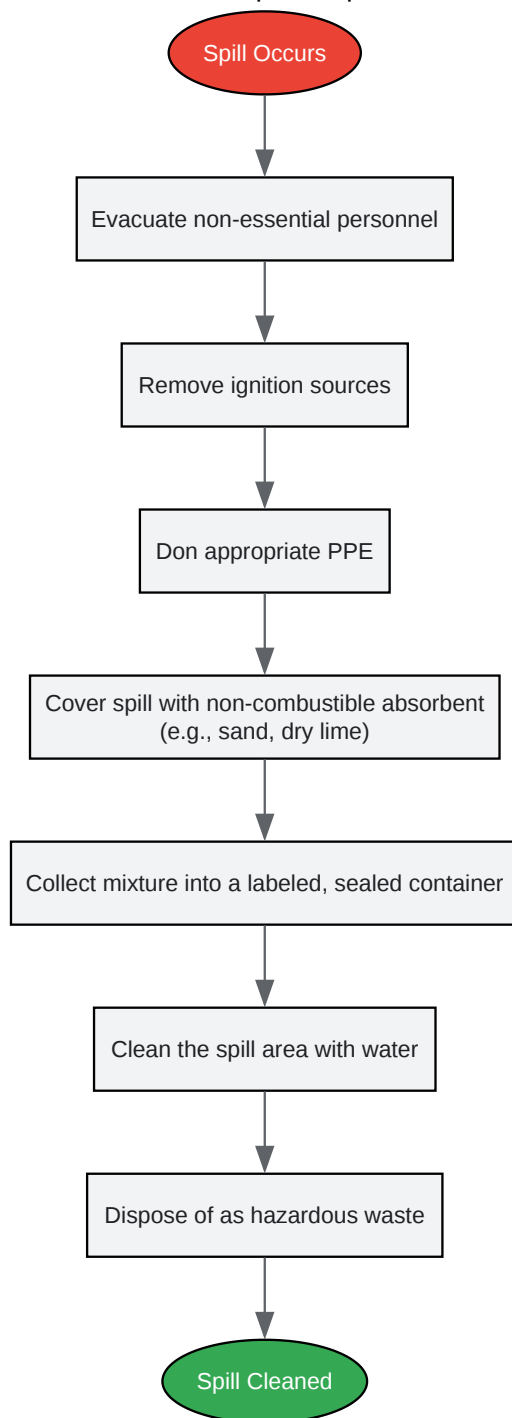 Spill Occurs
Evacuate non-essential personnel
Remove ignition sources
Don appropriate PPE
Cover spill with non-combustible absorbent
(e.g., sand, dry lime)
Collect mixture into a labeled, sealed container
Clean the spill area with water
Dispose of as hazardous waste
Spill Cleaned